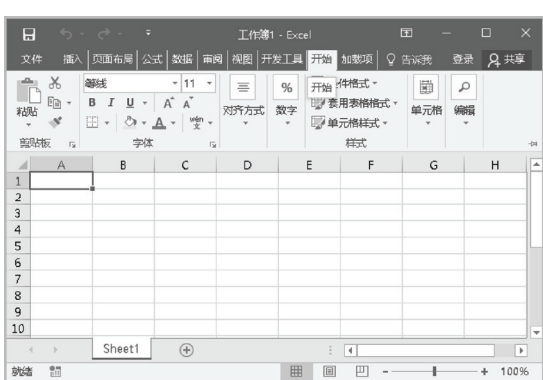 工作簿1 - Excel
文件 插入 页面布局 公式 数据 审阅 视图 开发工具 开始 加载项 告诉我 登录 共享
等线 11 % 开始 件格式
B I U A A 套用表格格式
粘贴 A wén 文 对齐方式 数字 单元格样式 单元格 编辑
剪贴板 字体 样式
A B C D E F G H
1
2
3
4
5
6
7
8
9
10
Sheet1
就绪 100%